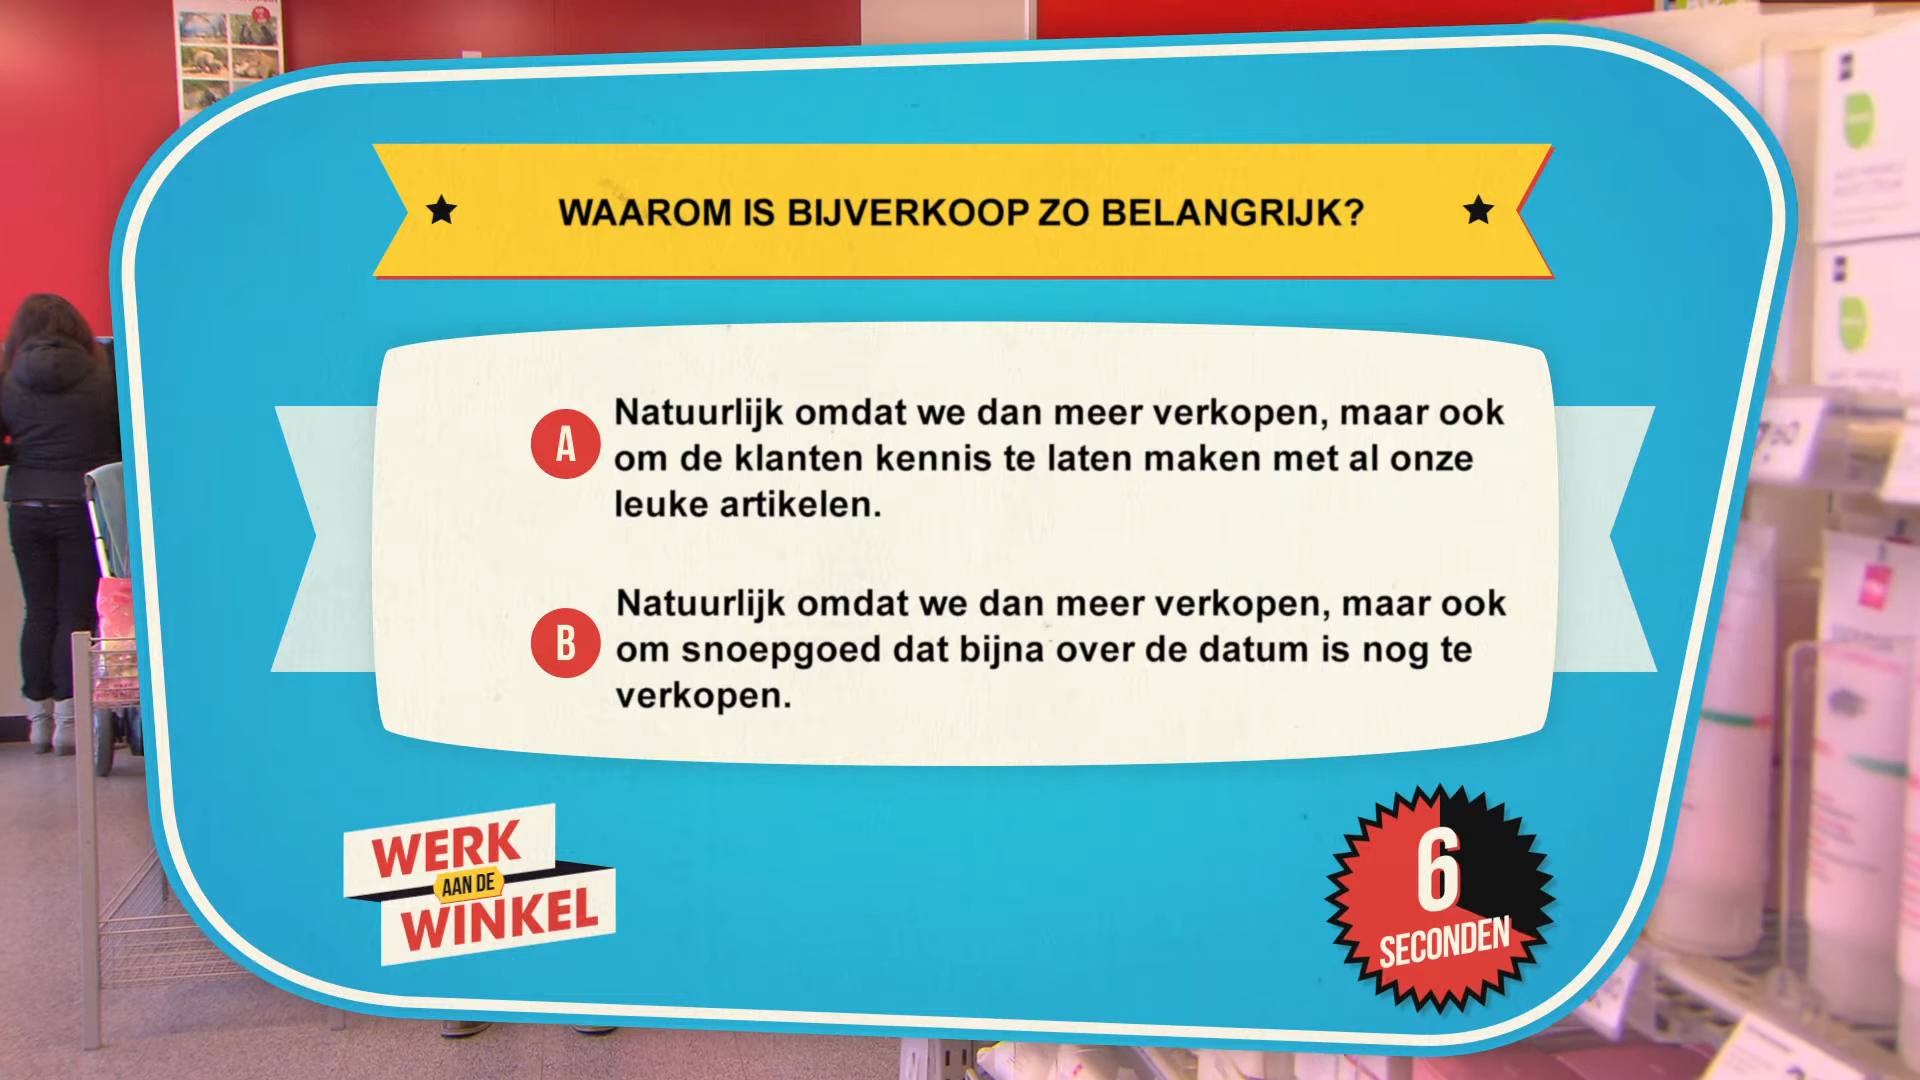 WAAROM IS BIJVERKOOP ZO BELANGRIJK?
A
Natuurlijk omdat we dan meer verkopen, maar ook
om de klanten kennis te laten maken met al onze
leuke artikelen.
B
Natuurlijk omdat we dan meer verkopen, maar ook
om snoepgoed dat bijna over de datum is nog te
verkopen.
WERK
AAN DE
WINKEL
6
SECONDEN